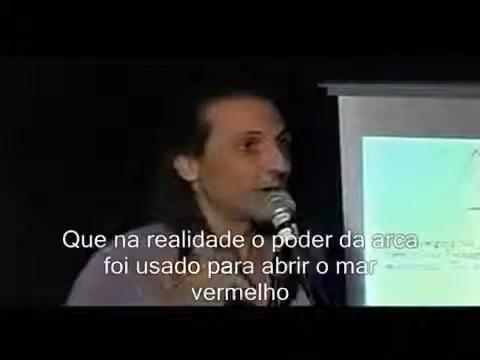 Que na realidade o poder da arca
foi usado para abrir o mar
vermelho